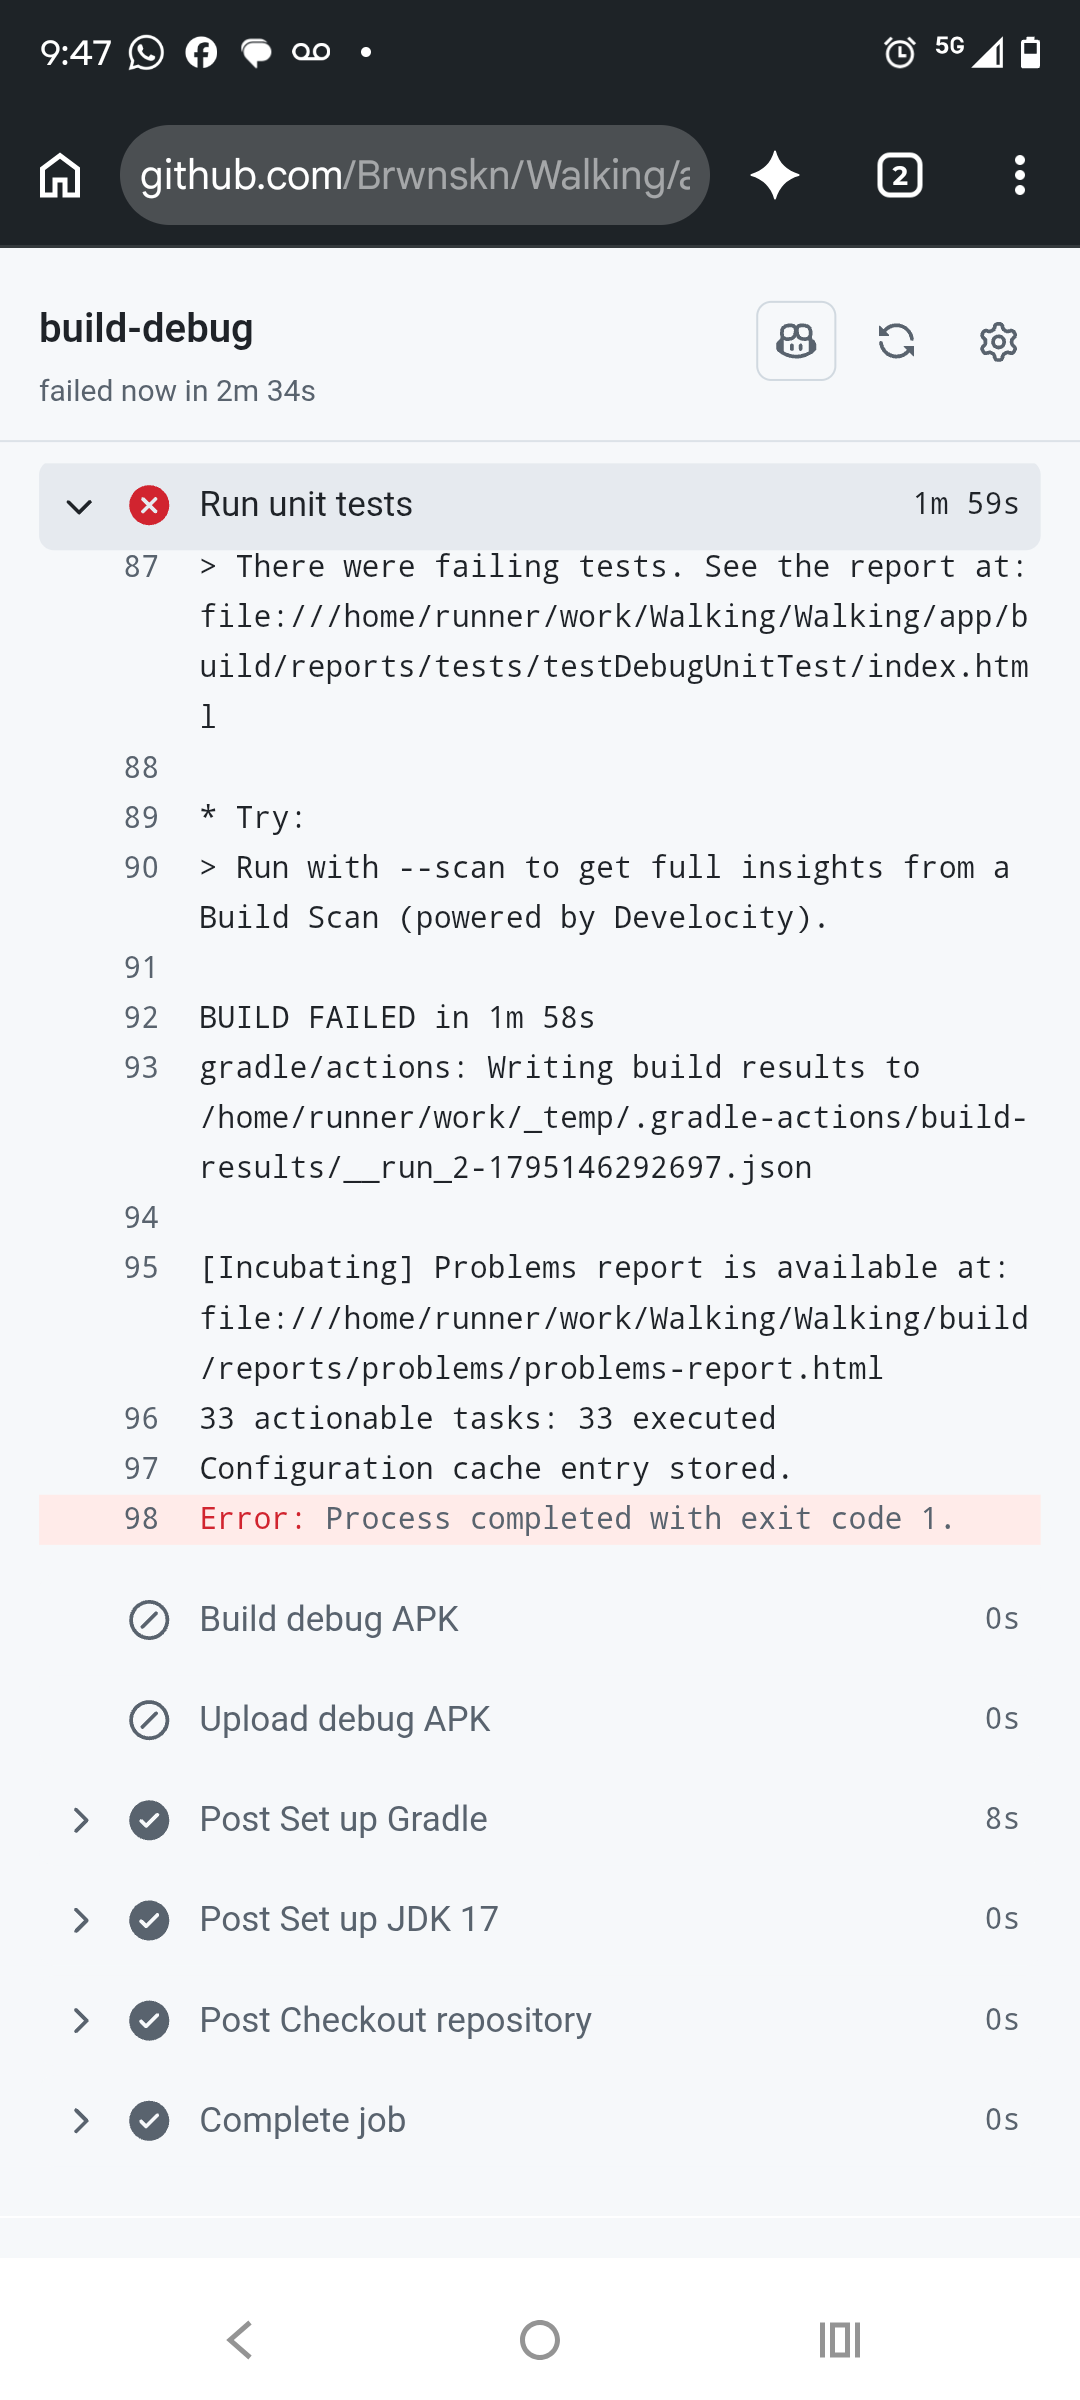 9:47
5G
github.com/Brwnskn/Walking/a
2
build-debug
failed now in 2m 34s
Run unit tests 1m 59s
87 > There were failing tests. See the report at:
file:///home/runner/work/Walking/Walking/app/b
uild/reports/tests/testDebugUnitTest/index.htm
l
88
89 * Try:
90 > Run with --scan to get full insights from a
Build Scan (powered by Develocity).
91
92 BUILD FAILED in 1m 58s
93 gradle/actions: Writing build results to
/home/runner/work/_temp/.gradle-actions/build-
results/__run_2-1795146292697.json
94
95 [Incubating] Problems report is available at:
file:///home/runner/work/Walking/Walking/build
/reports/problems/problems-report.html
96 33 actionable tasks: 33 executed
97 Configuration cache entry stored.
98 Error: Process completed with exit code 1.
Build debug APK 0s
Upload debug APK 0s
Post Set up Gradle 8s
Post Set up JDK 17 0s
Post Checkout repository 0s
Complete job 0s